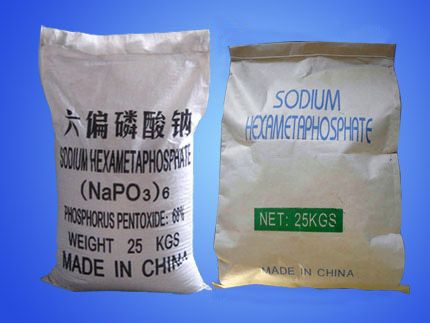 六偏磷酸钠
SODIUM HEXAMETAPHOSPHATE
(NaPO3)6
PHOSPHORUS PENTOXIDE: 68%
WEIGHT 25 KGS
MADE IN CHINA
SODIUM
HEXAMETAPHOSPHATE
NET: 25KGS
MADE IN CHINA